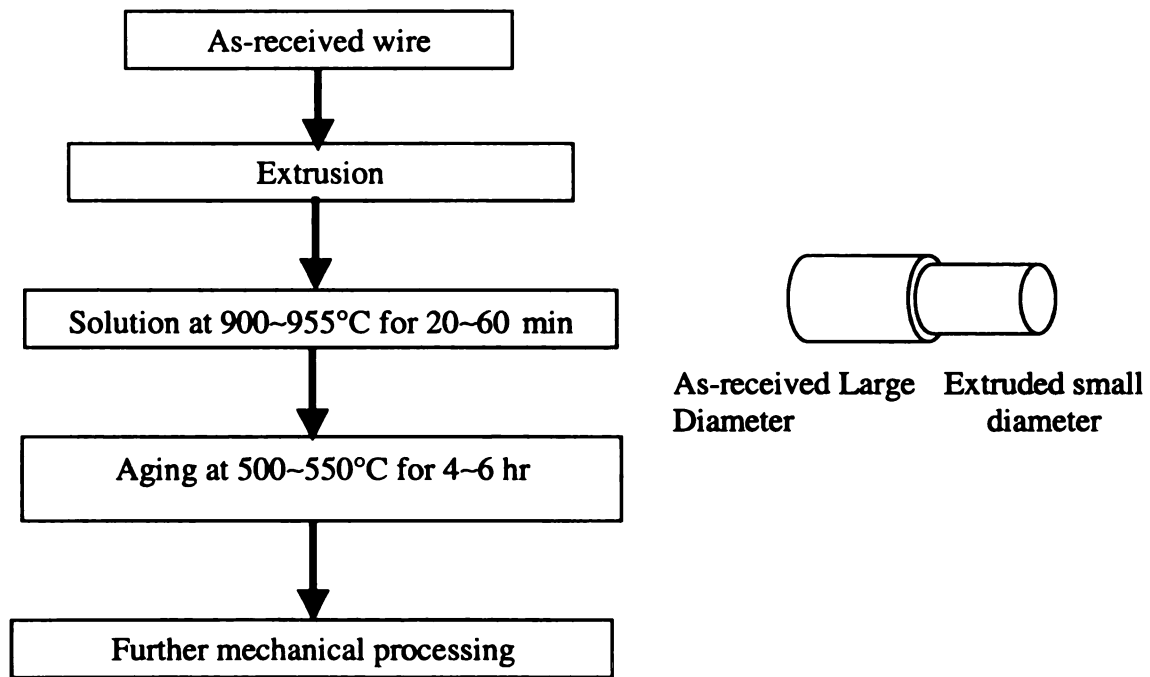 As-received wire
Extrusion
Solution at 900~955°C for 20~60 min
Aging at 500~550°C for 4~6 hr
Further mechanical processing
As-received Large
Diameter
Extruded small
diameter